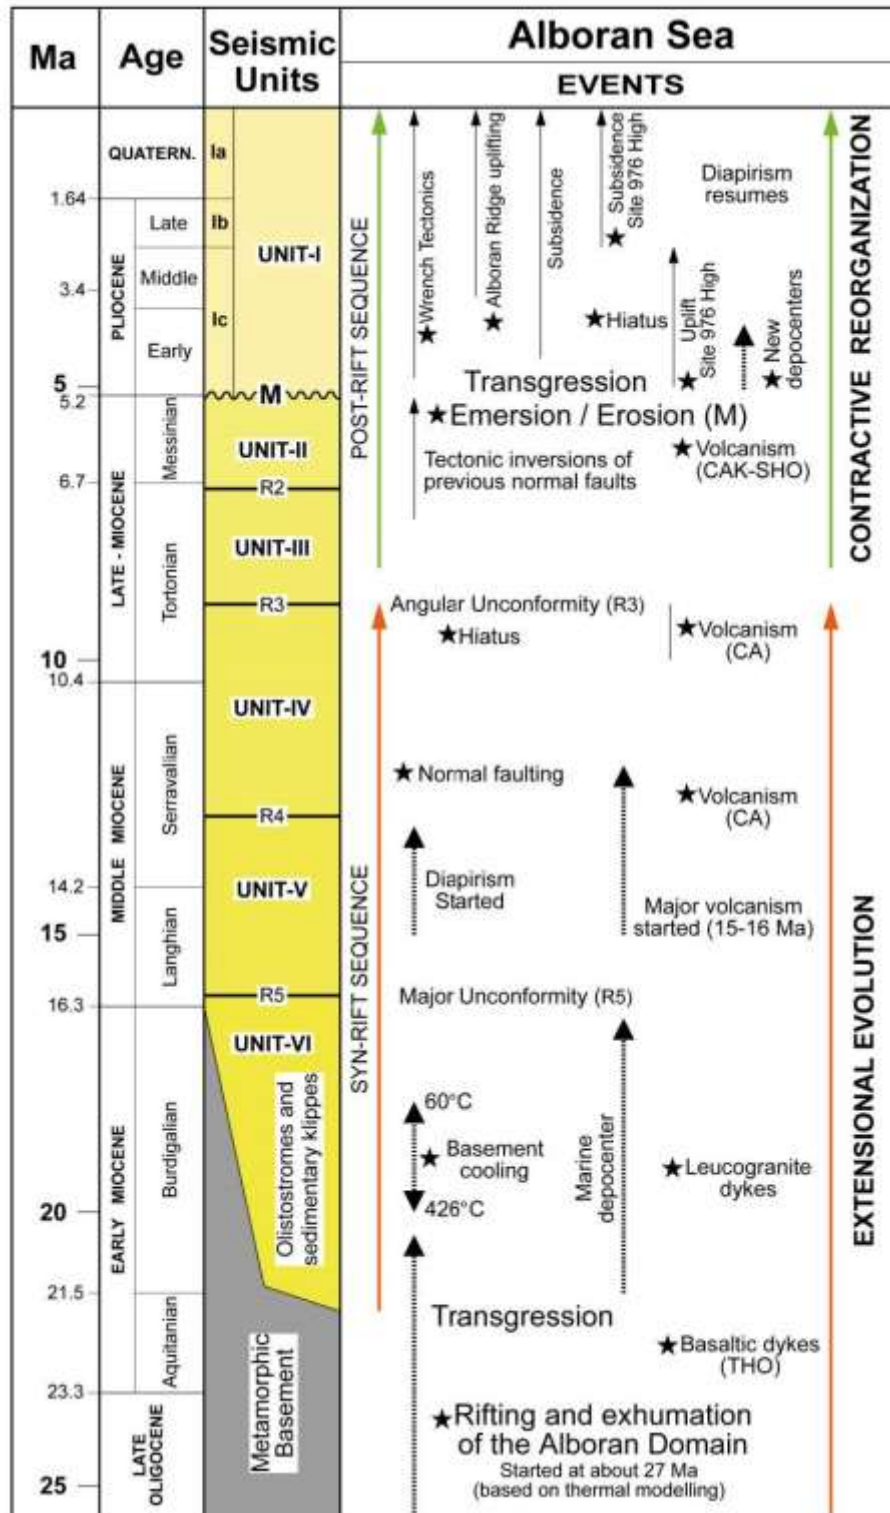 Ma
Age
Seismic
Units
Alboran Sea
EVENTS
QUATERN.
Ia
1.64
Late
Ib
UNIT-I
Middle
3.4
PLIOCENE
Ic
Early
5
5.2
M
POST-RIFT SEQUENCE
Wrench Tectonics
Alboran Ridge uplifting
Subsidence
Subsidence
Site 976 High
Diapirism
resumes
Hiatus
Uplift
Site 976 High
New
depocenters
Transgression
Emersion / Erosion (M)
CONTRACTIVE REORGANIZATION
Messinian
UNIT-II
Tectonic inversions of
previous normal faults
Volcanism
(CAK-SHO)
6.7
R2
LATE - MIOCENE
Tortonian
UNIT-III
R3
Angular Unconformity (R3)
Hiatus
Volcanism
(CA)
10
10.4
UNIT-IV
MIDDLE MIOCENE
Serravallian
Normal faulting
Volcanism
(CA)
R4
Diapirism
Started
14.2
UNIT-V
15
Langhian
Major volcanism
started (15-16 Ma)
R5
Major Unconformity (R5)
16.3
UNIT-VI
SYN-RIFT SEQUENCE
EXTENSIONAL EVOLUTION
Olistostromes and
sedimentary klippes
EARLY MIOCENE
Burdigalian
60°C
Basement
cooling
426°C
Marine
depocenter
Leucogranite
dykes
20
21.5
Aquitanian
Transgression
Basaltic dykes
(THO)
23.3
Metamorphic
Basement
LATE
OLIGOCENE
Rifting and exhumation
of the Alboran Domain
Started at about 27 Ma
(based on thermal modelling)
25